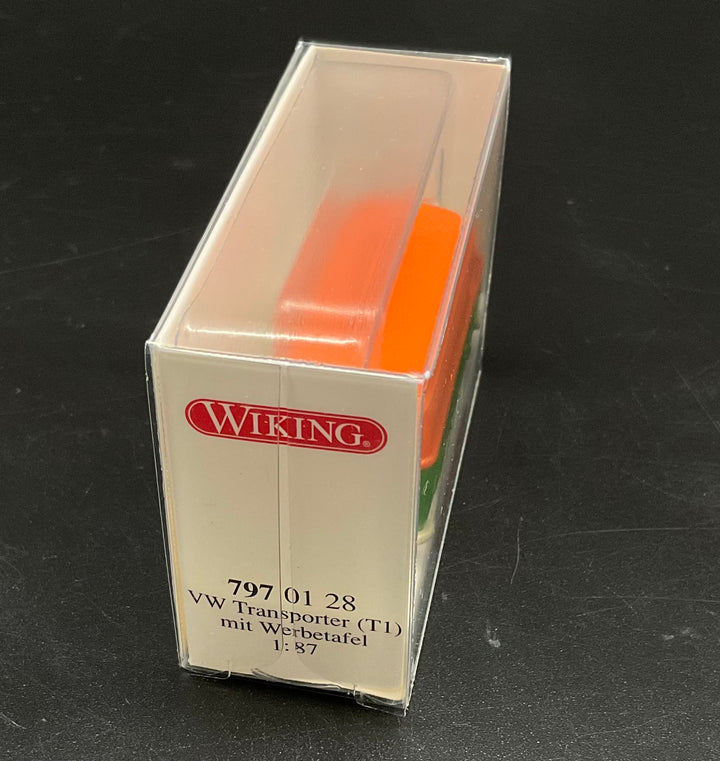 WIKING®
797 01 28
VW Transporter (T1)
mit Werbetafel
1:87